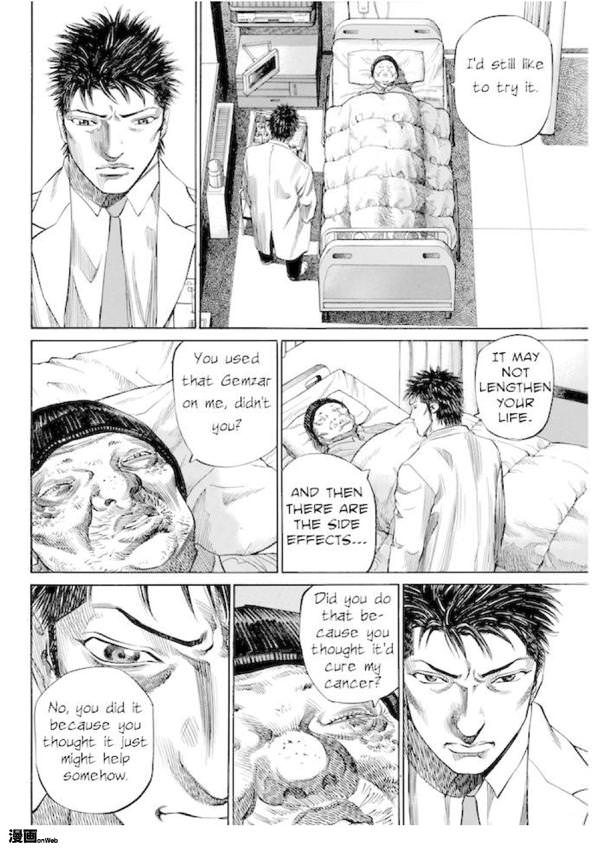 I'd still like
to try it.
IT MAY
NOT
LENGTHEN
YOUR
LIFE.
AND THEN
THERE ARE
THE SIDE
EFFECTS...
You used
that Gemzar
on me, didn't
you?
Did you do
that be-
cause you
thought it'd
cure my
cancer?
No, you did it
because you
thought it just
might help
somehow.
漫画onWeb